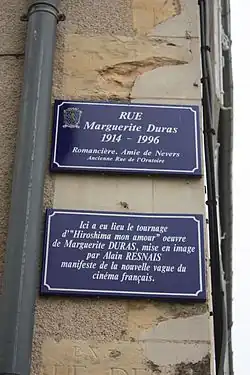 RUE
Marguerite Duras
1914 - 1996
Romancière. Amie de Nevers
Ancienne Rue de l'Oratoire
Ici a eu lieu le tournage
d'"Hiroshima mon amour" oeuvre
de Marguerite DURAS, mise en image
par Alain RESNAIS
manifeste de la nouvelle vague du
cinéma français.